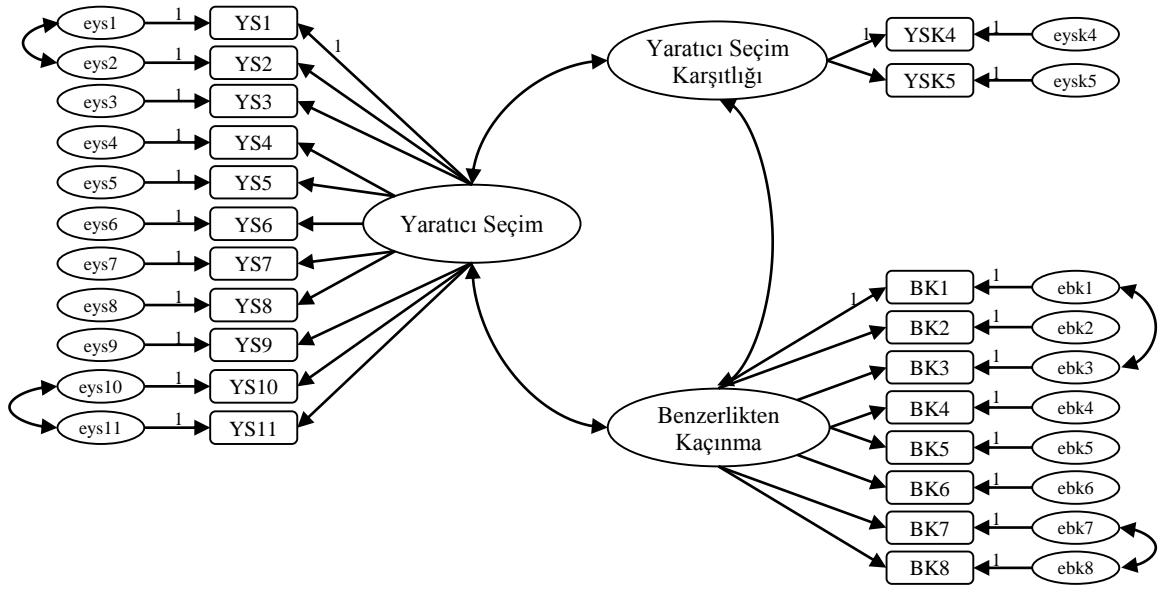 eys1 1 YS1
1
eys2 1 YS2
eys3 1 YS3
eys4 1 YS4
eys5 1 YS5
eys6 1 YS6
eys7 1 YS7
eys8 1 YS8
eys9 1 YS9
eys10 1 YS10
eys11 1 YS11
Yaratıcı Seçim
Yaratıcı Seçim
Karşıtlığı
1 YSK4 1 eysk4
YSK5 1 eysk5
Benzerlikten
Kaçınma
1 BK1 1 ebk1
BK2 1 ebk2
BK3 1 ebk3
BK4 1 ebk4
BK5 1 ebk5
BK6 1 ebk6
BK7 1 ebk7
BK8 1 ebk8